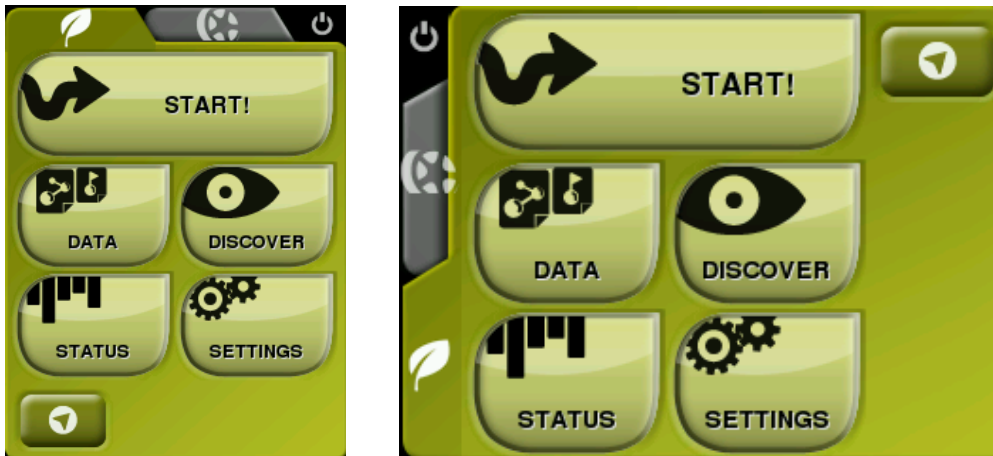 START!
DATA
DISCOVER
STATUS
SETTINGS
START!
DATA
DISCOVER
STATUS
SETTINGS